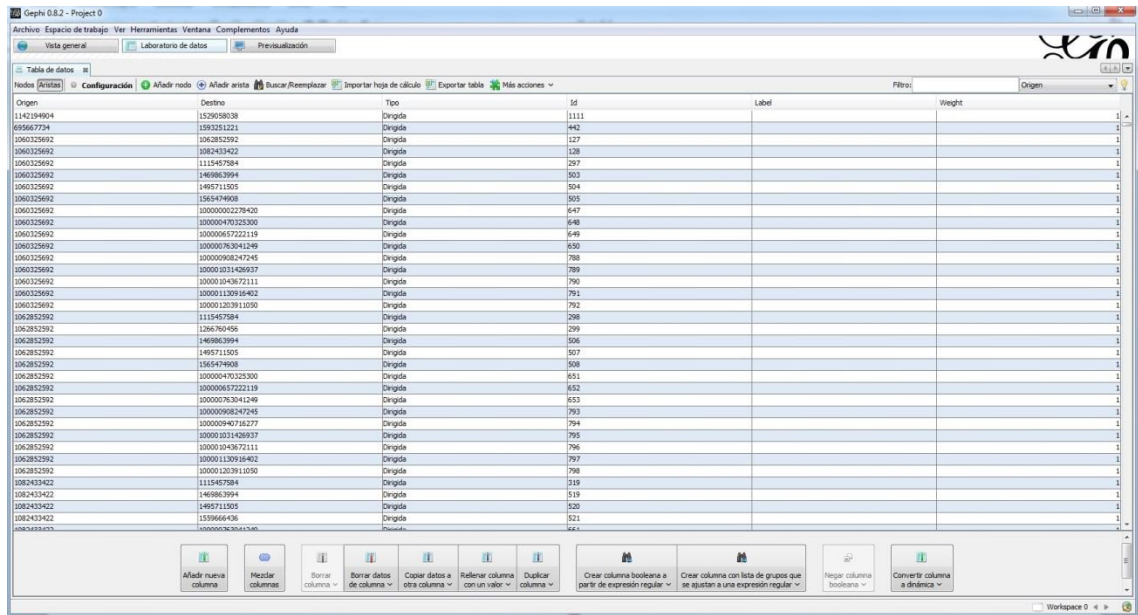 Gephi 0.8.2 - Project 0
Archivo Espacio de trabajo Ver Herramientas Ventana Complementos Ayuda
Vista general Laboratorio de datos Previsualización
Tabla de datos
Nodos Aristas Configuración Añadir nodo Añadir arista Buscar/Reemplazar Importar hoja de cálculo Exportar tabla Más acciones Filtro: Origen
Origen Destino Tipo Id Label Weight
1142194904 1529058038 Dirigida 1111 1
695667734 1593251221 Dirigida 442 1
1060325692 1062852592 Dirigida 127 1
1060325692 1082433422 Dirigida 128 1
1060325692 1115457584 Dirigida 297 1
1060325692 1469863994 Dirigida 503 1
1060325692 1495711505 Dirigida 504 1
1060325692 1565474908 Dirigida 505 1
1060325692 100000002278420 Dirigida 647 1
1060325692 100000470325300 Dirigida 648 1
1060325692 100000657222119 Dirigida 649 1
1060325692 100000763041249 Dirigida 650 1
1060325692 100000908247245 Dirigida 788 1
1060325692 100001031426937 Dirigida 789 1
1060325692 100001043672111 Dirigida 790 1
1060325692 100001130916402 Dirigida 791 1
1060325692 100001203911050 Dirigida 792 1
1062852592 1115457584 Dirigida 298 1
1062852592 1266760456 Dirigida 299 1
1062852592 1469863994 Dirigida 506 1
1062852592 1495711505 Dirigida 507 1
1062852592 1565474908 Dirigida 508 1
1062852592 100000470325300 Dirigida 651 1
1062852592 100000657222119 Dirigida 652 1
1062852592 100000763041249 Dirigida 653 1
1062852592 100000908247245 Dirigida 793 1
1062852592 100000940716277 Dirigida 794 1
1062852592 100001031426937 Dirigida 795 1
1062852592 100001043672111 Dirigida 796 1
1062852592 100001130916402 Dirigida 797 1
1062852592 100001203911050 Dirigida 798 1
1082433422 1115457584 Dirigida 319 1
1082433422 1469863994 Dirigida 519 1
1082433422 1495711505 Dirigida 520 1
1082433422 1559666436 Dirigida 521 1
Añadir nueva columna
Mezclar columnas
Borrar columna
Borrar datos de columna
Copiar datos a otra columna
Rellenar columna con un valor
Duplicar columna
Crear columna booleana a partir de expresión regular
Crear columna con lista de grupos que se ajustan a una expresión regular
Negar columna booleana
Convertir columna a dinámica
Workspace 0